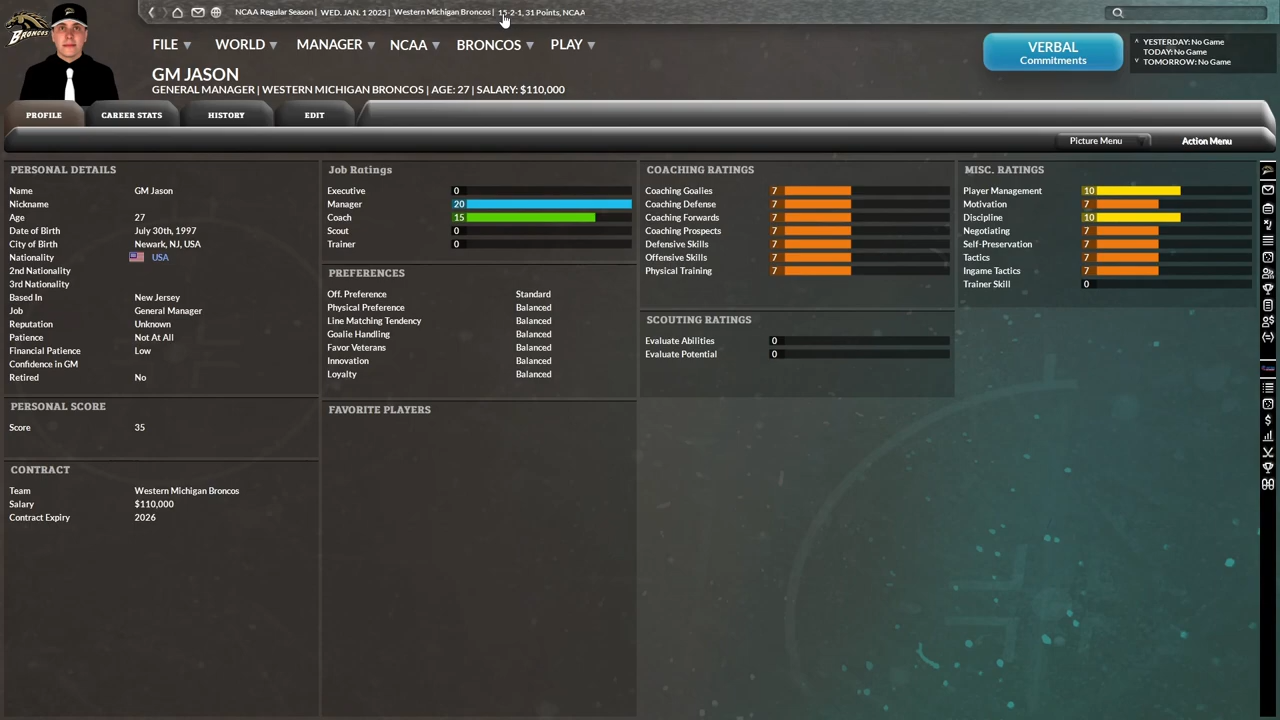 NCAA Regular Season | WED. JAN. 1 2025 | Western Michigan Broncos | 15-2-1, 31 Points, NCAA
BRONCOS
FILE WORLD MANAGER NCAA BRONCOS PLAY
VERBAL
Commitments
YESTERDAY: No Game
TODAY: No Game
TOMORROW: No Game
GM JASON
GENERAL MANAGER | WESTERN MICHIGAN BRONCOS | AGE: 27 | SALARY: $110,000
PROFILE CAREER STATS HISTORY EDIT
Picture Menu Action Menu
PERSONAL DETAILS
Name GM Jason
Nickname
Age 27
Date of Birth July 30th, 1997
City of Birth Newark, NJ, USA
Nationality USA
2nd Nationality
3rd Nationality
Based In New Jersey
Job General Manager
Reputation Unknown
Patience Not At All
Financial Patience Low
Confidence in GM
Retired No
PERSONAL SCORE
Score 35
CONTRACT
Team Western Michigan Broncos
Salary $110,000
Contract Expiry 2026
Job Ratings
Executive 0
Manager 20
Coach 15
Scout 0
Trainer 0
PREFERENCES
Off. Preference Standard
Physical Preference Balanced
Line Matching Tendency Balanced
Goalie Handling Balanced
Favor Veterans Balanced
Innovation Balanced
Loyalty Balanced
FAVORITE PLAYERS
COACHING RATINGS
Coaching Goalies 7
Coaching Defense 7
Coaching Forwards 7
Coaching Prospects 7
Defensive Skills 7
Offensive Skills 7
Physical Training 7
SCOUTING RATINGS
Evaluate Abilities 0
Evaluate Potential 0
MISC. RATINGS
Player Management 10
Motivation 7
Discipline 10
Negotiating 7
Self-Preservation 7
Tactics 7
Ingame Tactics 7
Trainer Skill 0